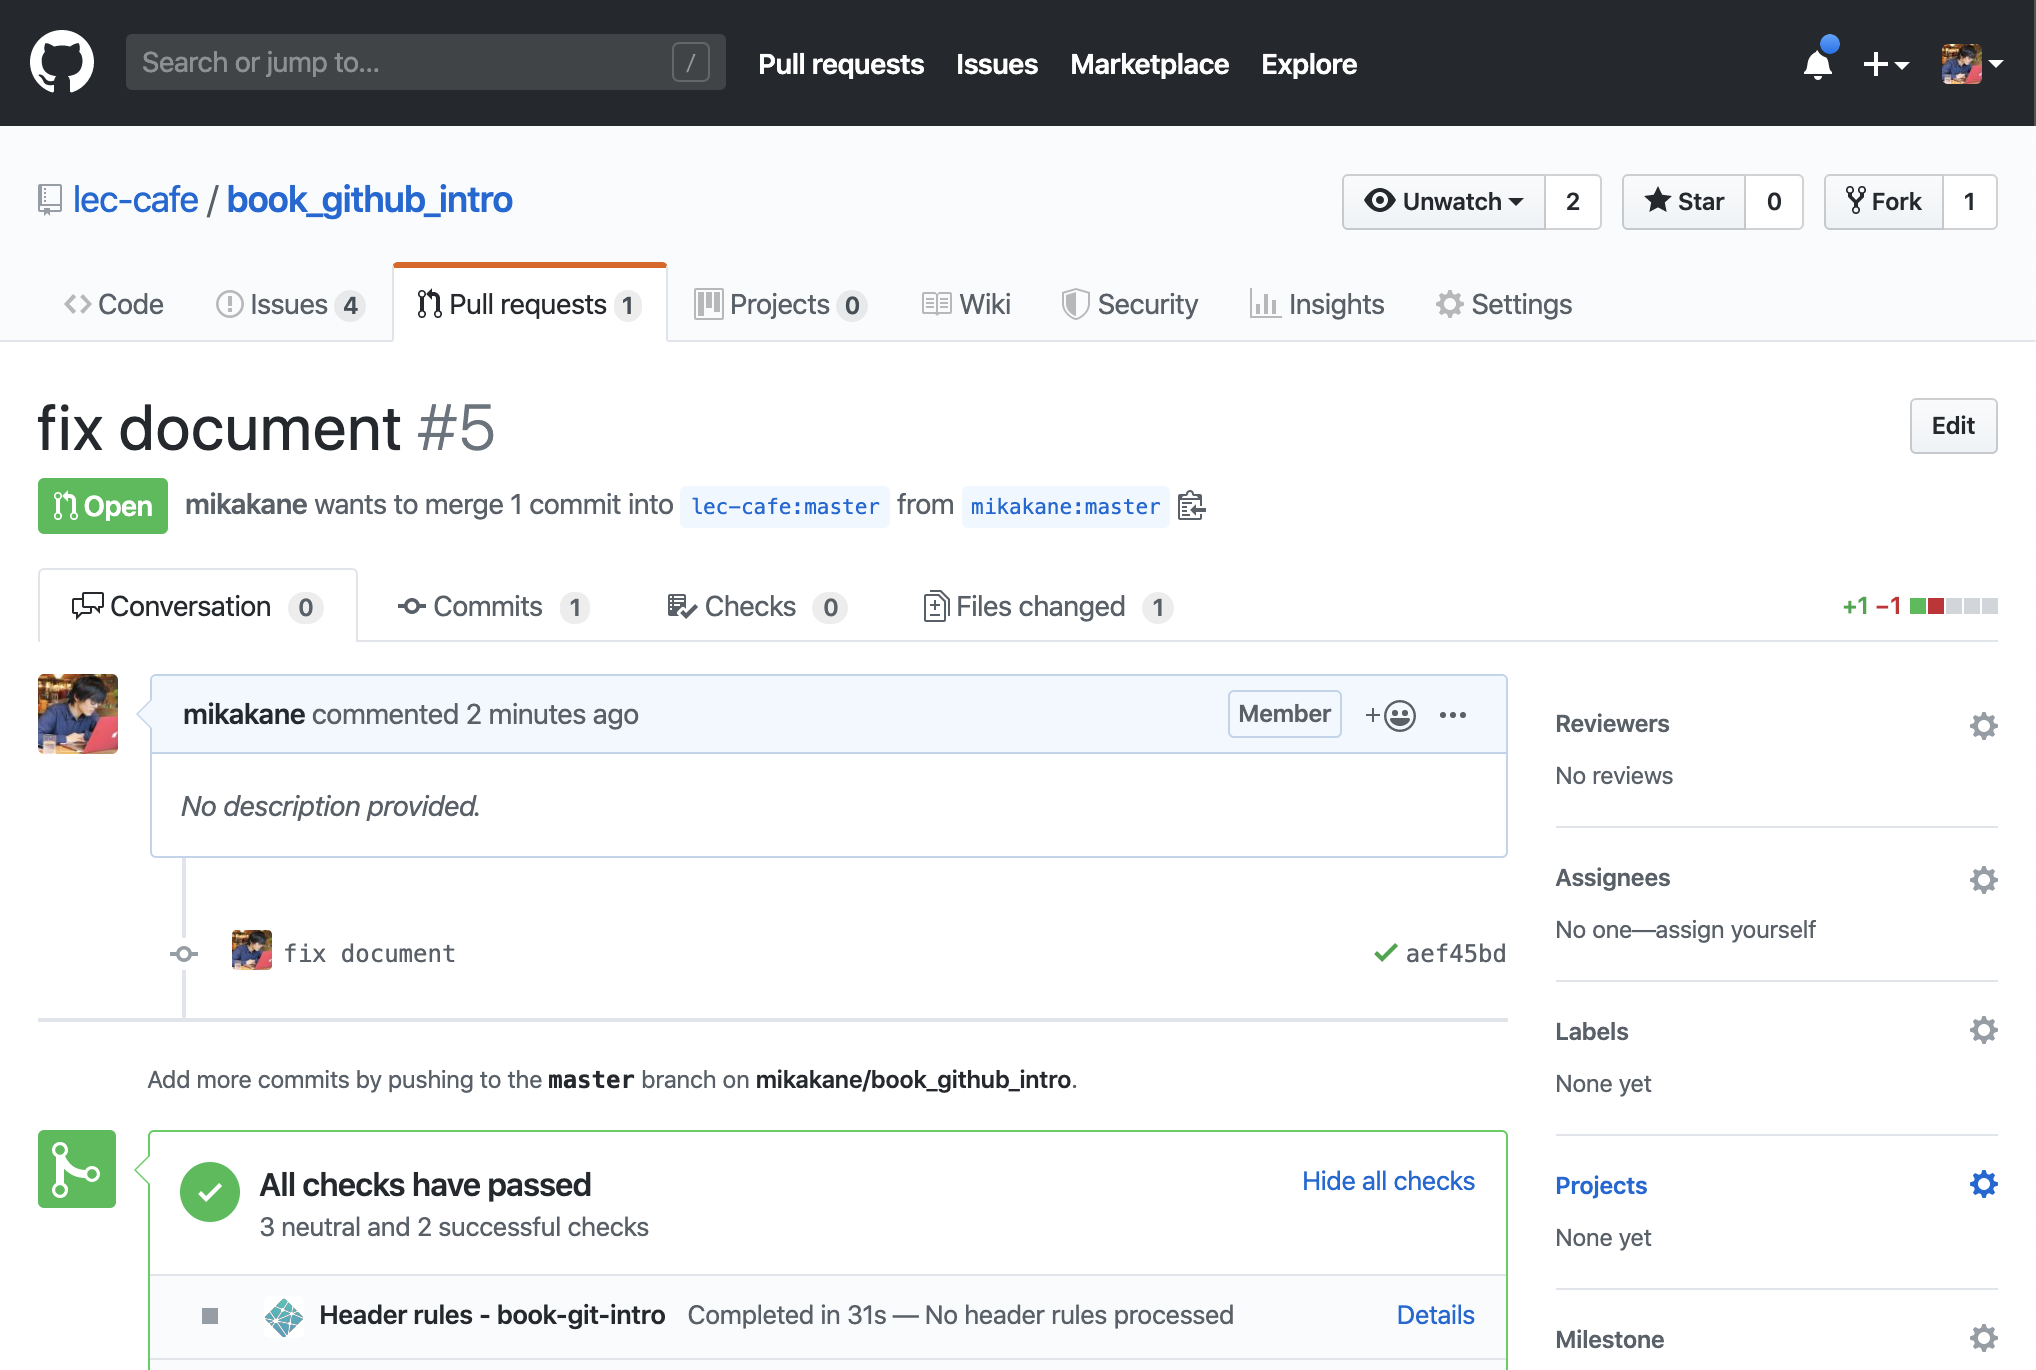 Search or jump to... /
Pull requests Issues Marketplace Explore
lec-cafe / book_github_intro
Unwatch 2 Star 0 Fork 1
Code Issues 4 Pull requests 1 Projects 0 Wiki Security Insights Settings
fix document #5
Edit
Open mikakane wants to merge 1 commit into lec-cafe:master from mikakane:master
Conversation 0 Commits 1 Checks 0 Files changed 1 +1 −1
mikakane commented 2 minutes ago Member
No description provided.
fix document aef45bd
Add more commits by pushing to the master branch on mikakane/book_github_intro.
All checks have passed Hide all checks
3 neutral and 2 successful checks
Header rules - book-git-intro Completed in 31s — No header rules processed Details
Reviewers
No reviews
Assignees
No one—assign yourself
Labels
None yet
Projects
None yet
Milestone